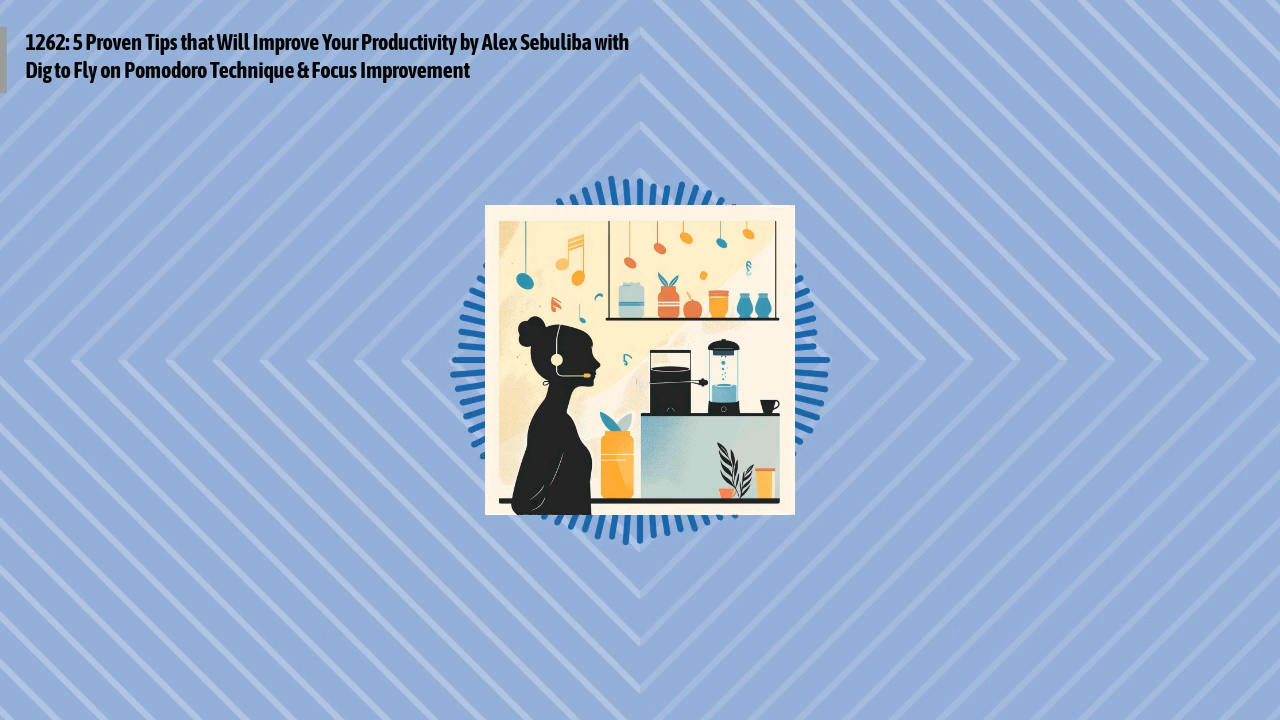 1262: 5 Proven Tips that Will Improve Your Productivity by Alex Sebuliba with
Dig to Fly on Pomodoro Technique & Focus Improvement